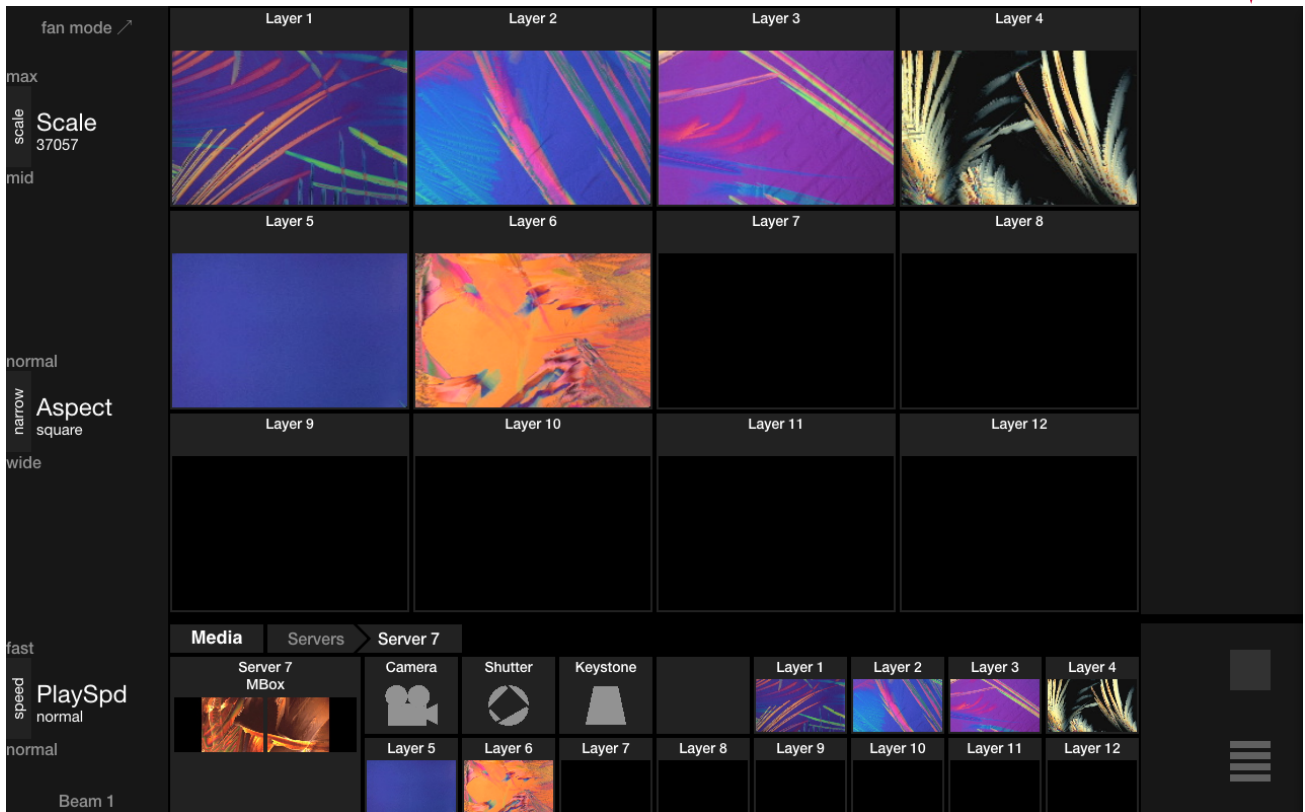 fan mode
max
scale
Scale
37057
mid
normal
narrow
Aspect
square
wide
fast
speed
PlaySpd
normal
normal
Beam 1
Layer 1
Layer 2
Layer 3
Layer 4
Layer 5
Layer 6
Layer 7
Layer 8
Layer 9
Layer 10
Layer 11
Layer 12
Media
Servers
Server 7
Server 7
MBox
Camera
Shutter
Keystone
Layer 1
Layer 2
Layer 3
Layer 4
Layer 5
Layer 6
Layer 7
Layer 8
Layer 9
Layer 10
Layer 11
Layer 12